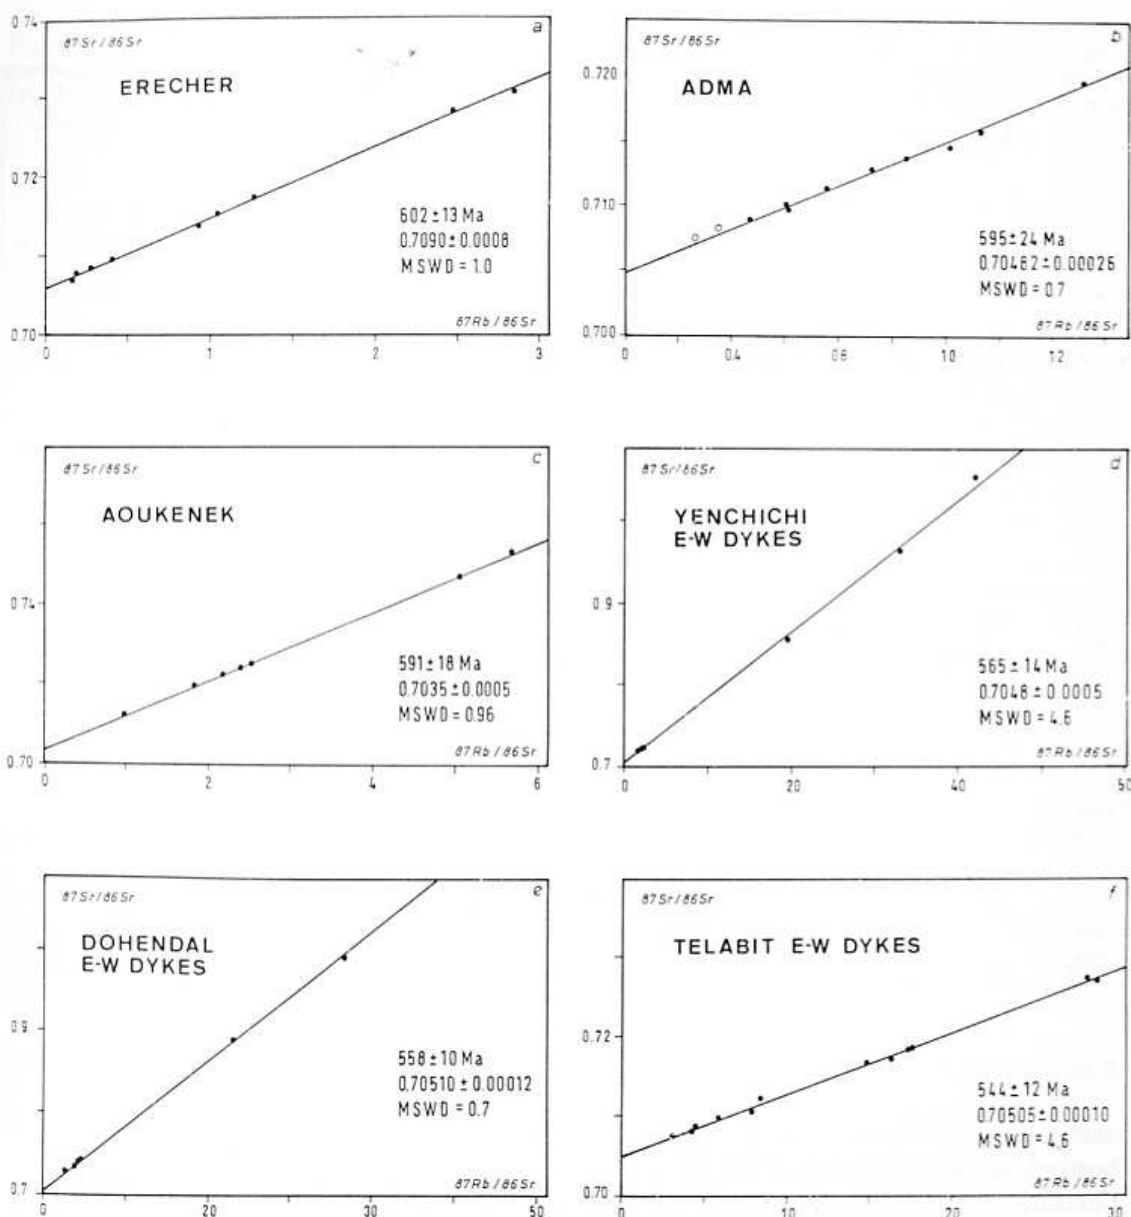 a
87Sr/86Sr
ERECHER
0.74
0.72
0.70
602±13 Ma
0.7090±0.0008
MSWD = 1.0
87Rb/86Sr
0 1 2 3
b
87Sr/86Sr
ADMA
0.720
0.710
0.700
595±24 Ma
0.70482±0.00026
MSWD = 0.7
87Rb/86Sr
0 0.4 0.8 1.0 1.2
c
87Sr/86Sr
AOUKENEK
0.74
0.70
591±18 Ma
0.7035±0.0005
MSWD = 0.96
87Rb/86Sr
0 2 4 6
d
87Sr/86Sr
YENCHICHI
E-W DYKES
0.9
0.7
565±14 Ma
0.7048±0.0005
MSWD = 4.6
87Rb/86Sr
0 20 40 50
e
87Sr/86Sr
DOHENDAL
E-W DYKES
0.9
0.7
558±10 Ma
0.70510±0.00012
MSWD = 0.7
87Rb/86Sr
0 20 30 50
f
87Sr/86Sr
TELABIT E-W DYKES
0.72
0.70
544±12 Ma
0.70505±0.00010
MSWD = 4.6
87Rb/86Sr
0 10 30